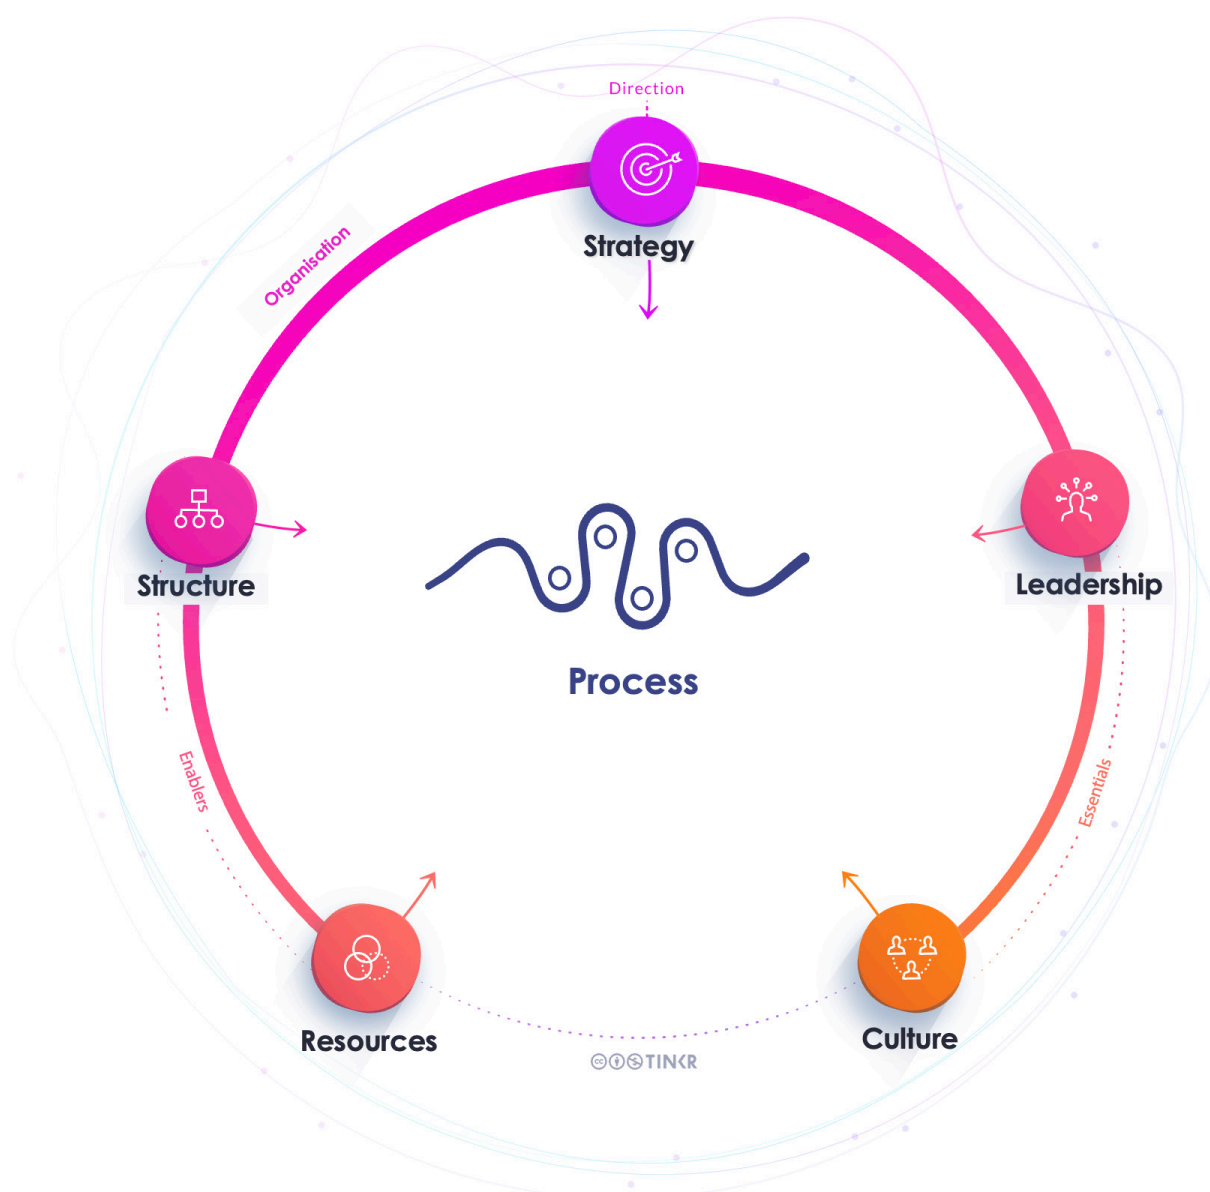 Direction
Strategy
Organisation
Structure
Leadership
Process
Enablers
Essentials
Resources
Culture
TINKR